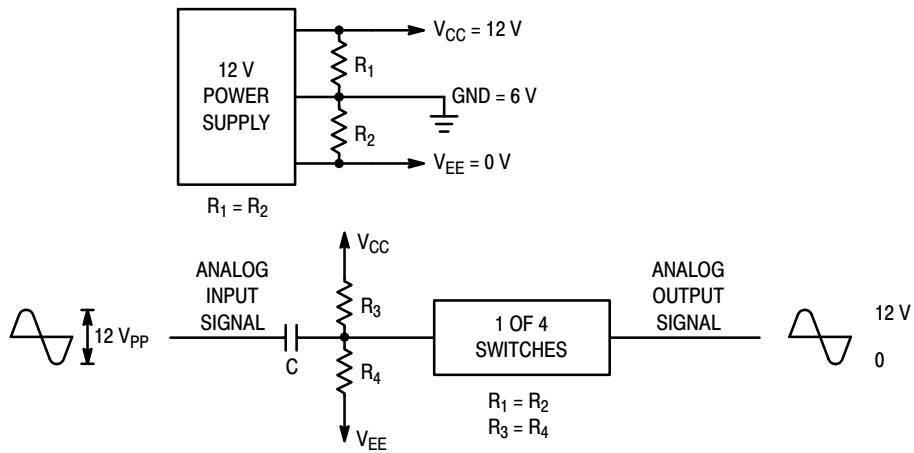 12 V
POWER
SUPPLY
V_CC = 12 V
R_1
GND = 6 V
R_2
V_EE = 0 V
R_1 = R_2
V_CC
ANALOG
INPUT
SIGNAL
R_3
ANALOG
OUTPUT
SIGNAL
12 V_PP
C
R_4
1 OF 4
SWITCHES
12 V
0
R_1 = R_2
R_3 = R_4
V_EE